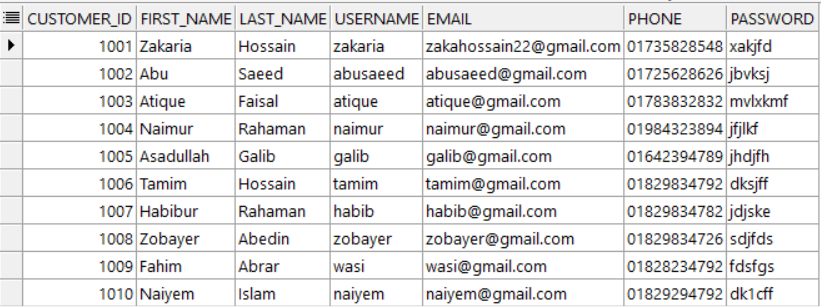 CUSTOMER_ID FIRST_NAME LAST_NAME USERNAME EMAIL PHONE PASSWORD
1001 Zakaria Hossain zakaria zakahossain22@gmail.com 01735828548 xakjfd
1002 Abu Saeed abusaeed abusaeed@gmail.com 01725628626 jbvksj
1003 Atique Faisal atique atique@gmail.com 01783832832 mvlxkmf
1004 Naimur Rahaman naimur naimur@gmail.com 01984323894 jfjlkf
1005 Asadullah Galib galib galib@gmail.com 01642394789 jhdjfh
1006 Tamim Hossain tamim tamim@gmail.com 01829834792 dksjff
1007 Habibur Rahaman habib habib@gmail.com 01829834782 jdjske
1008 Zobayer Abedin zobayer zobayer@gmail.com 01829834726 sdjfds
1009 Fahim Abrar wasi wasi@gmail.com 01828234792 fdsfgs
1010 Naiyem Islam naiyem naiyem@gmail.com 01829294792 dk1cff